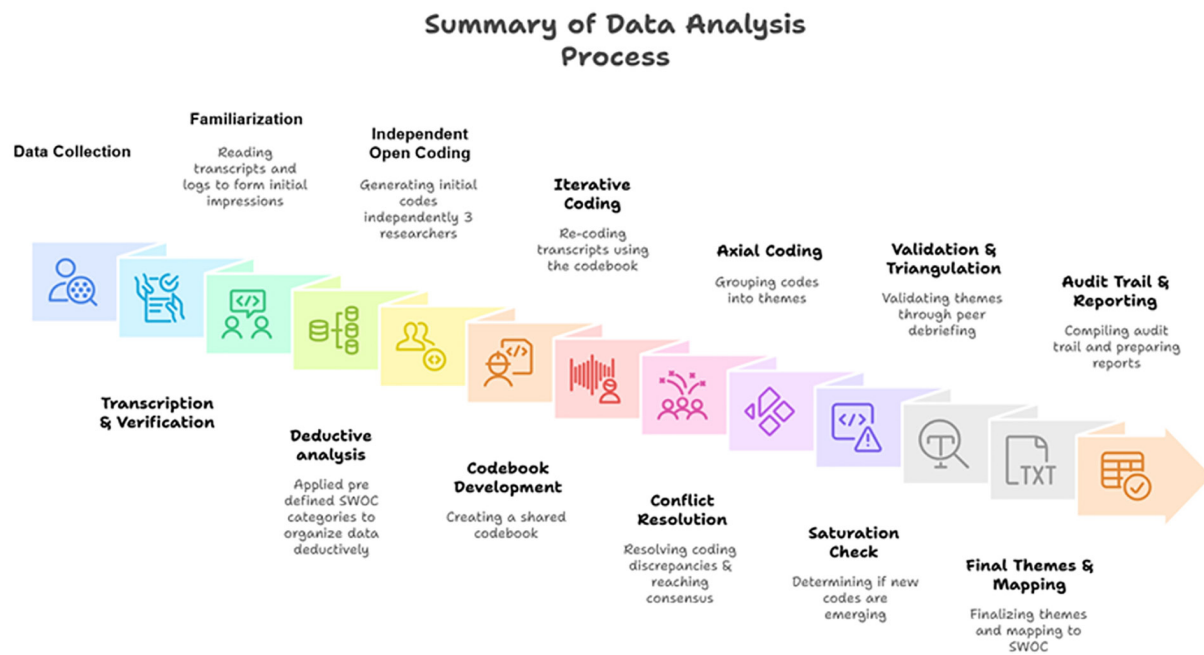 Summary of Data Analysis
Process
Data Collection
Familiarization
Reading
transcripts and
logs to form initial
impressions
Independent
Open Coding
Generating initial
codes
independently 3
researchers
Iterative
Coding
Re-coding
transcripts using
the codebook
Axial Coding
Grouping codes
into themes
Validation &
Triangulation
Validating themes
through peer
debriefing
Audit Trail &
Reporting
Compiling audit
trail and preparing
reports
TXT
Transcription
& Verification
Deductive
analysis
Applied pre
defined SWOC
categories to
organize data
deductively
Codebook
Development
Creating a shared
codebook
Conflict
Resolution
Resolving coding
discrepancies &
reaching
consensus
Saturation
Check
Determining if new
codes are
emerging
Final Themes &
Mapping
Finalizing themes
and mapping to
SWOC